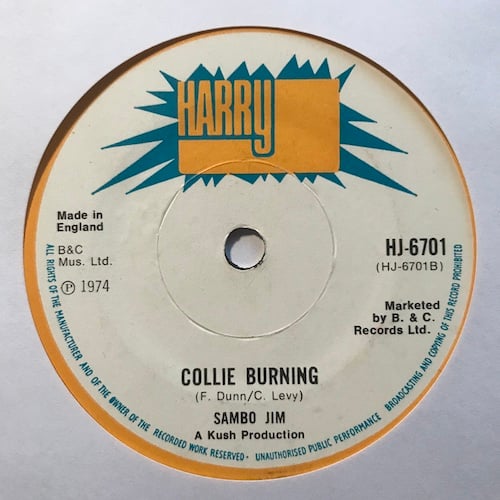 HARRY
Made in
England
B&C
Mus. Ltd.
Ⓟ 1974
HJ-6701
(HJ-6701B)
Marketed
by B. & C.
Records Ltd.
COLLIE BURNING
(F. Dunn/C. Levy)
SAMBO JIM
A Kush Production
ALL RIGHTS OF THE MANUFACTURER AND OF THE OWNER OF THE RECORDED WORK RESERVED · UNAUTHORISED PUBLIC PERFORMANCE BROADCASTING AND COPYING OF THIS RECORD PROHIBITED